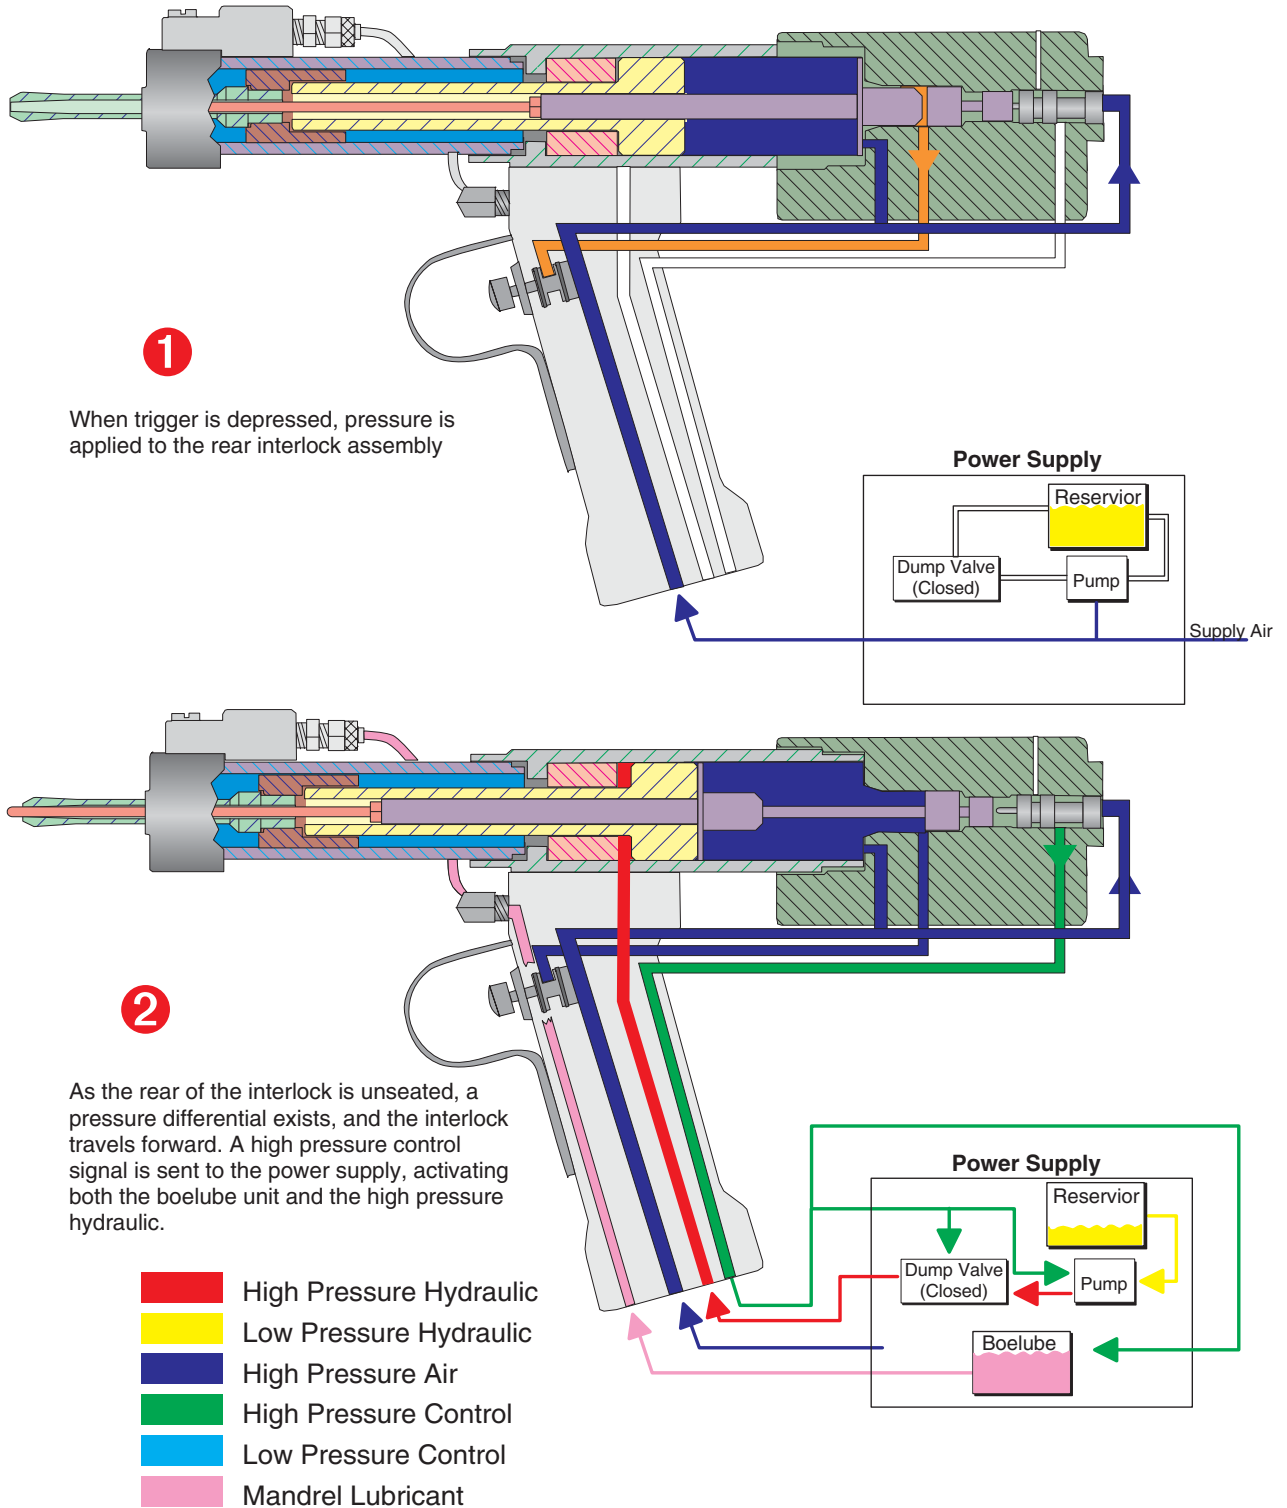 1
When trigger is depressed, pressure is
applied to the rear interlock assembly
Power Supply
Reservior
Dump Valve
(Closed)
Pump
Supply Air
2
As the rear of the interlock is unseated, a
pressure differential exists, and the interlock
travels forward. A high pressure control
signal is sent to the power supply, activating
both the boelube unit and the high pressure
hydraulic.
Power Supply
Reservior
Dump Valve
(Closed)
Pump
Boelube
High Pressure Hydraulic
Low Pressure Hydraulic
High Pressure Air
High Pressure Control
Low Pressure Control
Mandrel Lubricant